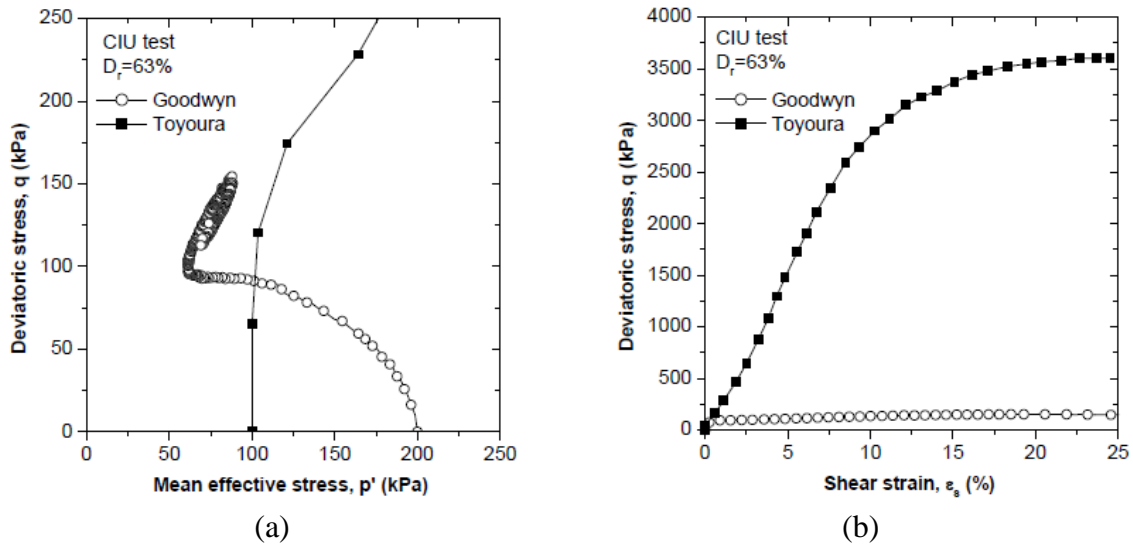 CIU test
D_r=63%
Goodwyn
Toyoura
250
200
150
100
50
0
0 50 100 150 200 250
Deviatoric stress, q (kPa)
Mean effective stress, p' (kPa)
(a)
CIU test
D_r=63%
Goodwyn
Toyoura
4000
3500
3000
2500
2000
1500
1000
500
0
0 5 10 15 20 25
Deviatoric stress, q (kPa)
Shear strain, ε_s (%)
(b)